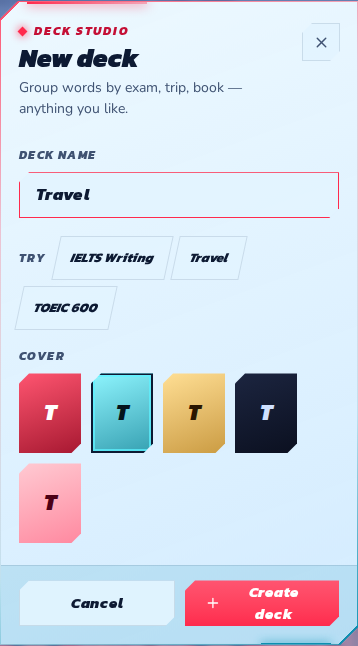 DECK STUDIO
New deck
Group words by exam, trip, book —
anything you like.
DECK NAME
Travel
TRY
IELTS Writing
Travel
TOEIC 600
COVER
T
T
T
T
T
Cancel
+ Create
deck